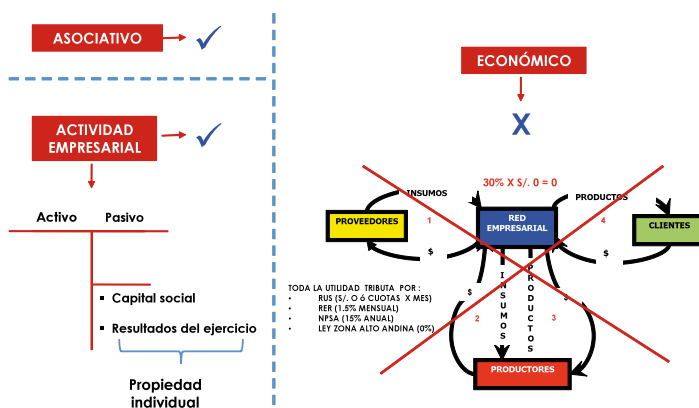 ASOCIATIVO
ACTIVIDAD
EMPRESARIAL
Activo
Pasivo
▪ Capital social
▪ Resultados del ejercicio
Propiedad
individual
ECONÓMICO
X
30% X S/. 0 = 0
INSUMOS
PRODUCTOS
1
4
PROVEEDORES
RED
EMPRESARIAL
CLIENTES
$
$
TODA LA UTILIDAD TRIBUTA POR :
• RUS (S/. O ó CUOTAS X MES)
• RER (1.5% MENSUAL)
• NPSA (15% ANUAL)
• LEY ZONA ALTO ANDINA (0%)
$
INSUMOS
PRODUCTOS
$
2
3
PRODUCTORES